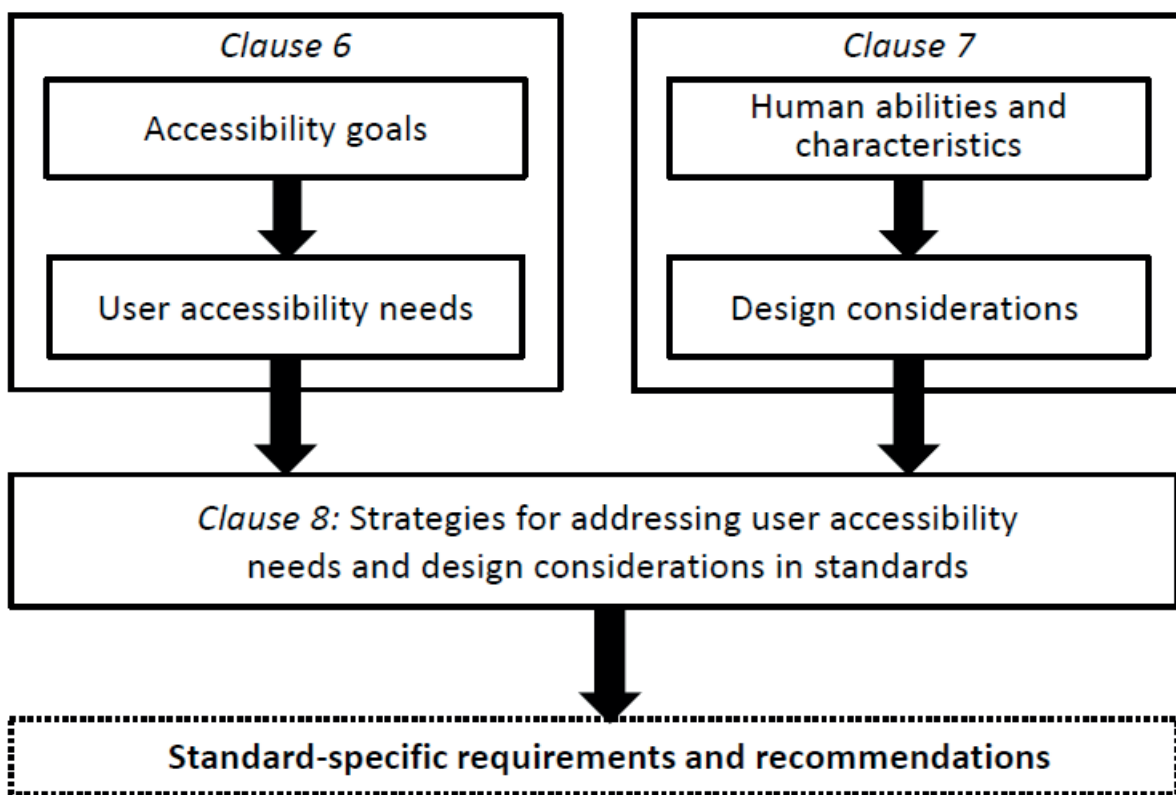 Clause 6
Accessibility goals
User accessibility needs
Clause 7
Human abilities and
characteristics
Design considerations
Clause 8: Strategies for addressing user accessibility
needs and design considerations in standards
Standard-specific requirements and recommendations